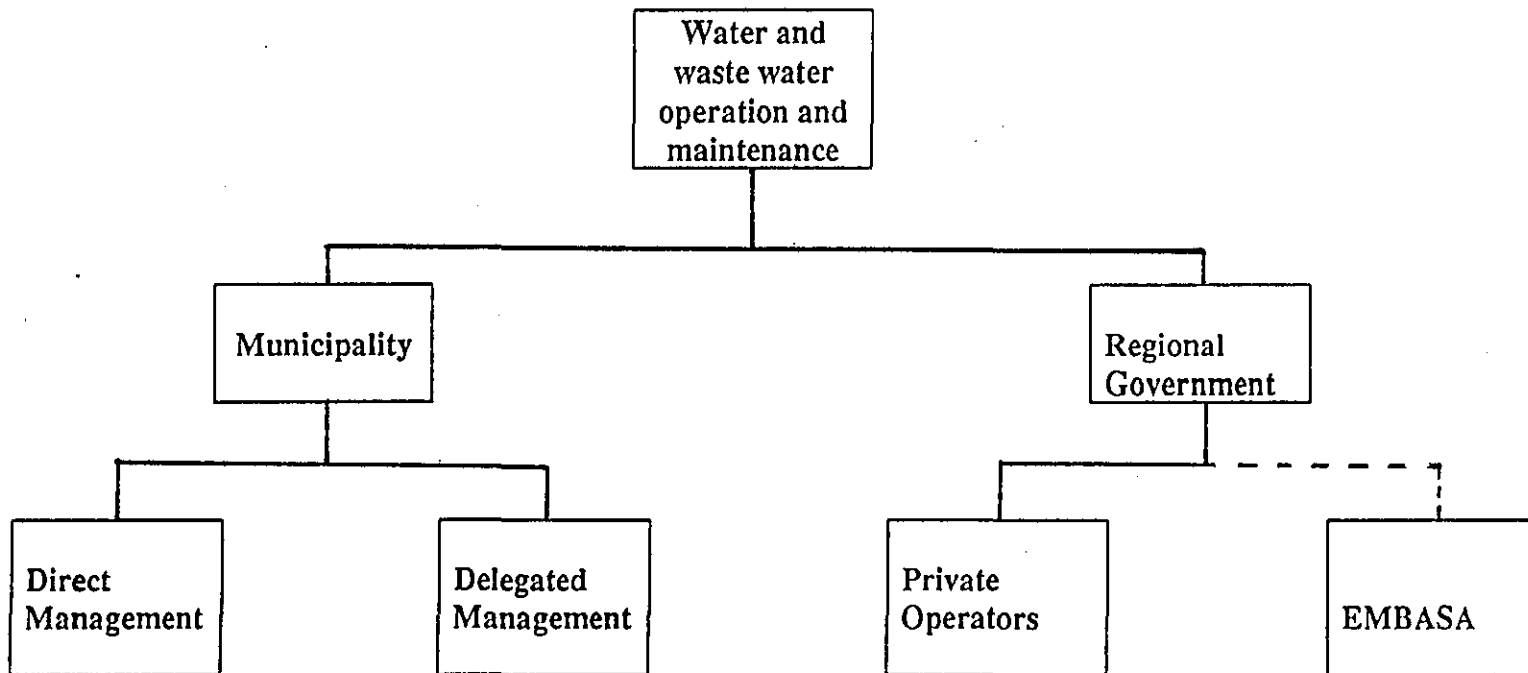 Water and
waste water
operation and
maintenance
Municipality
Regional
Government
Direct
Management
Delegated
Management
Private
Operators
EMBASA